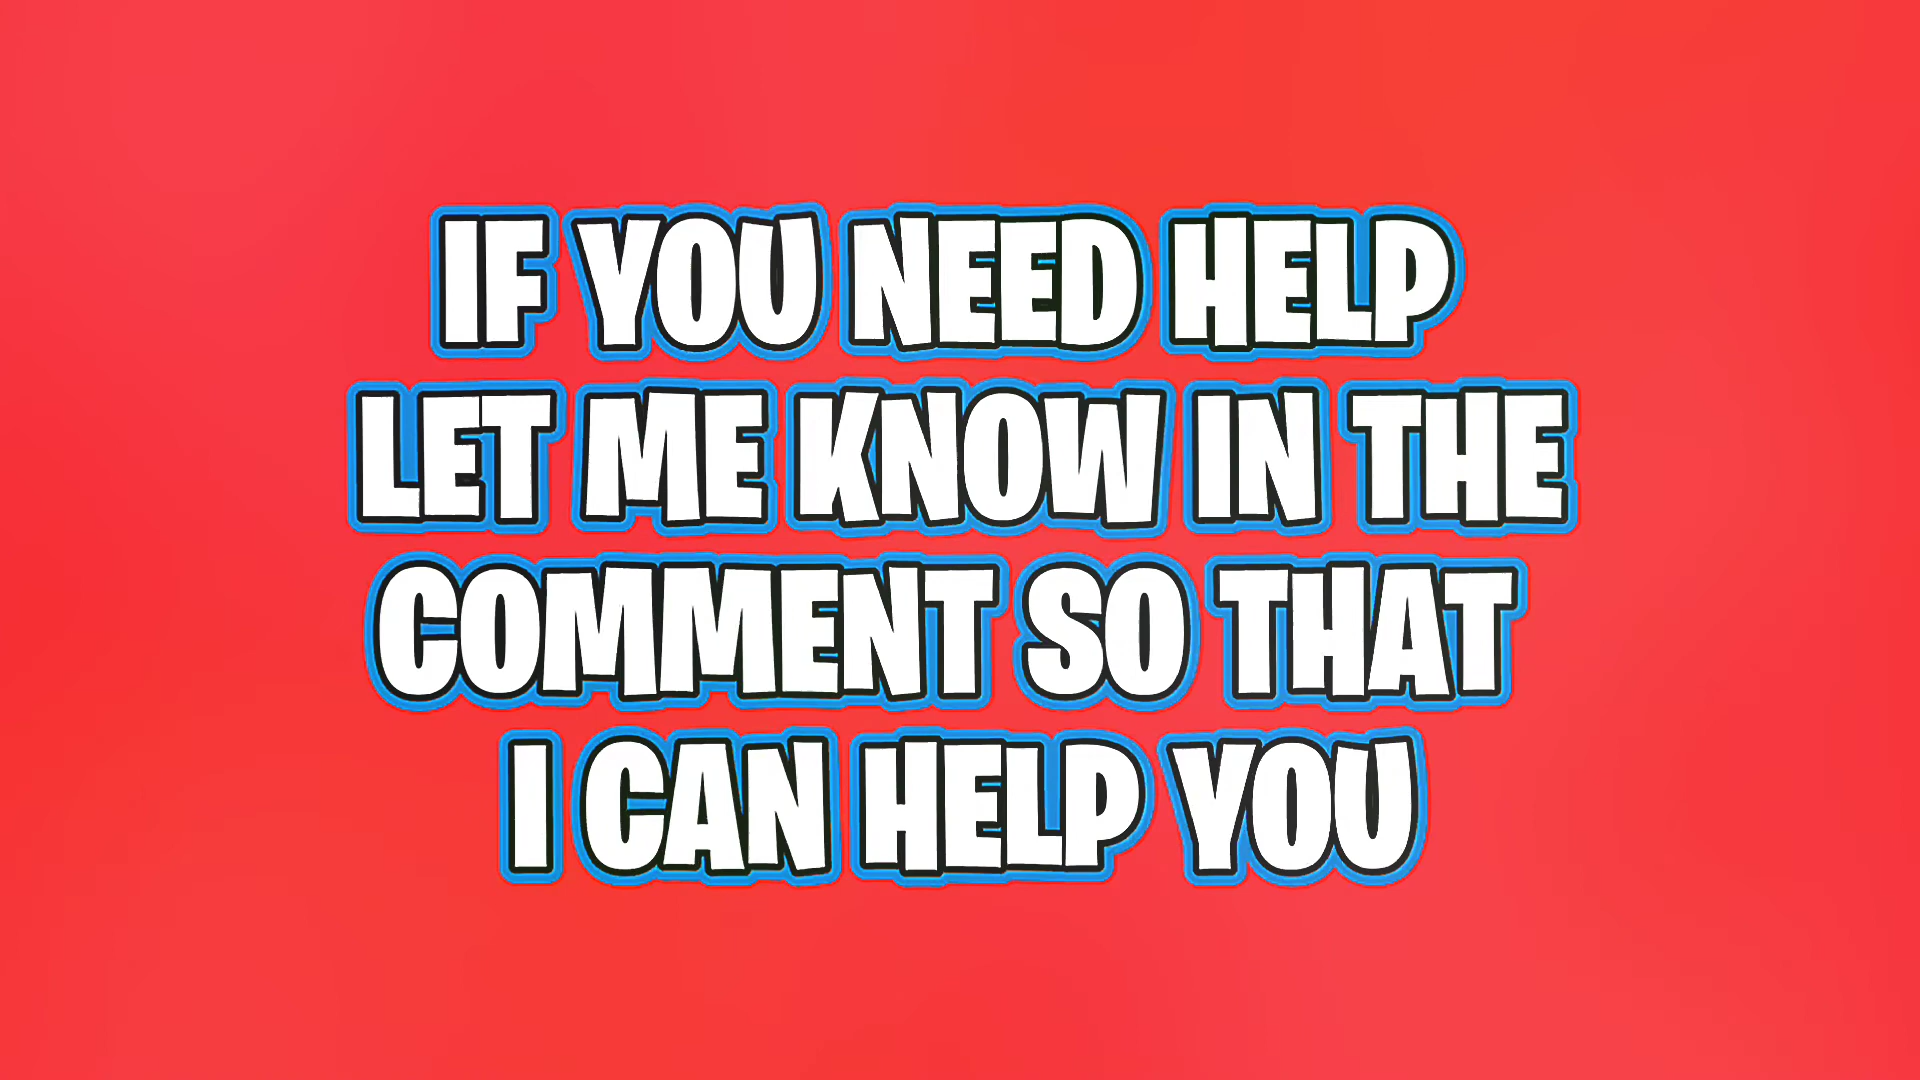 IF YOU NEED HELP
LET ME KNOW IN THE
COMMENT SO THAT
I CAN HELP YOU